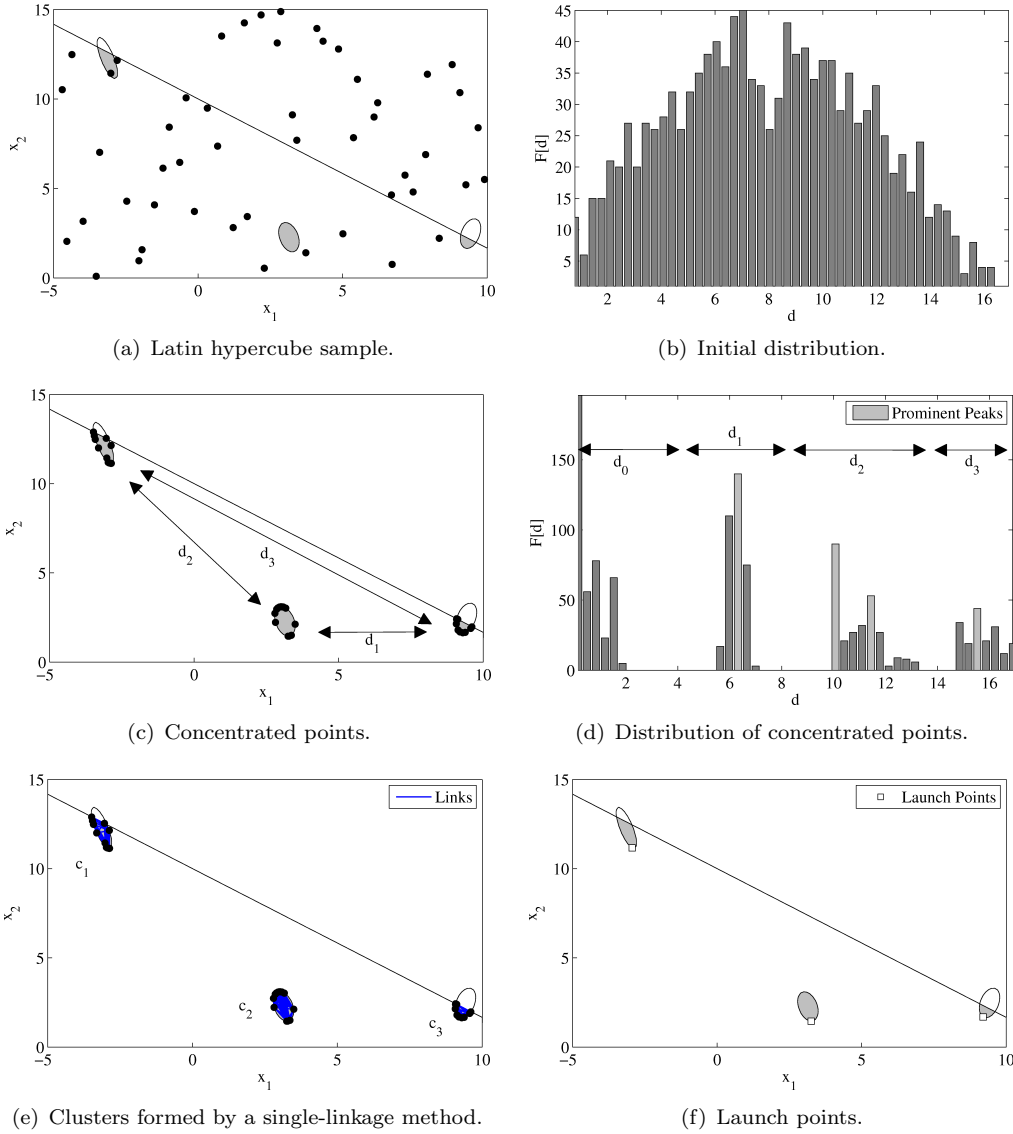 15
10
5
0
−5
0
5
10
x2
x1
(a) Latin hypercube sample.
45
40
35
30
25
20
15
10
5
2
4
6
8
10
12
14
16
F[d]
d
(b) Initial distribution.
15
10
5
0
−5
0
5
10
x2
x1
d2
d3
d1
(c) Concentrated points.
Prominent Peaks
d0
d1
d2
d3
150
100
50
0
0
2
4
6
8
10
12
14
16
F[d]
d
(d) Distribution of concentrated points.
Links
15
10
5
0
−5
0
5
10
x2
x1
c1
c2
c3
(e) Clusters formed by a single-linkage method.
Launch Points
15
10
5
0
−5
0
5
10
x2
x1
(f) Launch points.